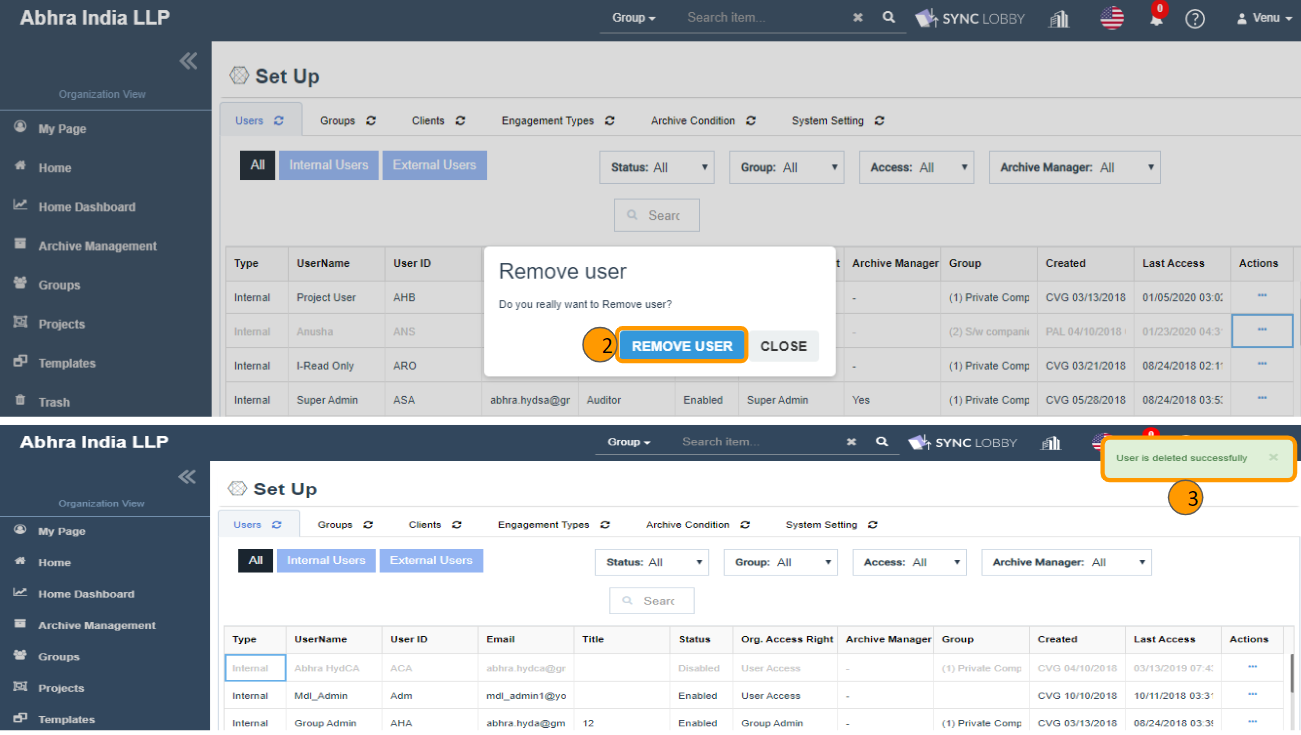 Abhra India LLP
Group
Search item...
SYNC LOBBY
0
?
Venu
Organization View
My Page
Home
Home Dashboard
Archive Management
Groups
Projects
Templates
Trash
Set Up
Users Groups Clients Engagement Types Archive Condition System Setting
All Internal Users External Users Status: All Group: All Access: All Archive Manager: All
Searc
Type UserName User ID t Archive Manager Group Created Last Access Actions
Internal Project User AHB - (1) Private Comp CVG 03/13/2018 01/05/2020 03:02
Internal Anusha ANS - (2) S/w companie PAL 04/10/2018 01/23/2020 04:3
Internal I-Read Only ARO - (1) Private Comp CVG 03/21/2018 08/24/2018 02:1
Internal Super Admin ASA abhra.hydsa@gr Auditor Enabled Super Admin Yes (1) Private Comp CVG 05/28/2018 08/24/2018 03:5
Remove user
Do you really want to Remove user?
2 REMOVE USER CLOSE
Abhra India LLP
Group
Search item...
SYNC LOBBY
User is deleted successfully
3
Organization View
My Page
Home
Home Dashboard
Archive Management
Groups
Projects
Templates
Set Up
Users Groups Clients Engagement Types Archive Condition System Setting
All Internal Users External Users Status: All Group: All Access: All Archive Manager: All
Searc
Type UserName User ID Email Title Status Org. Access Right Archive Manager Group Created Last Access Actions
Internal Abhra HydCA ACA abhra.hydca@gr Disabled User Access - (1) Private Comp CVG 04/10/2018 03/13/2019 07:4
Internal Mdl_Admin Adm mdl_admin1@yo Enabled User Access - CVG 10/10/2018 10/11/2018 03:3
Internal Group Admin AHA abhra.hyda@gm 12 Enabled Group Admin - (1) Private Comp CVG 03/13/2018 08/24/2018 03:3